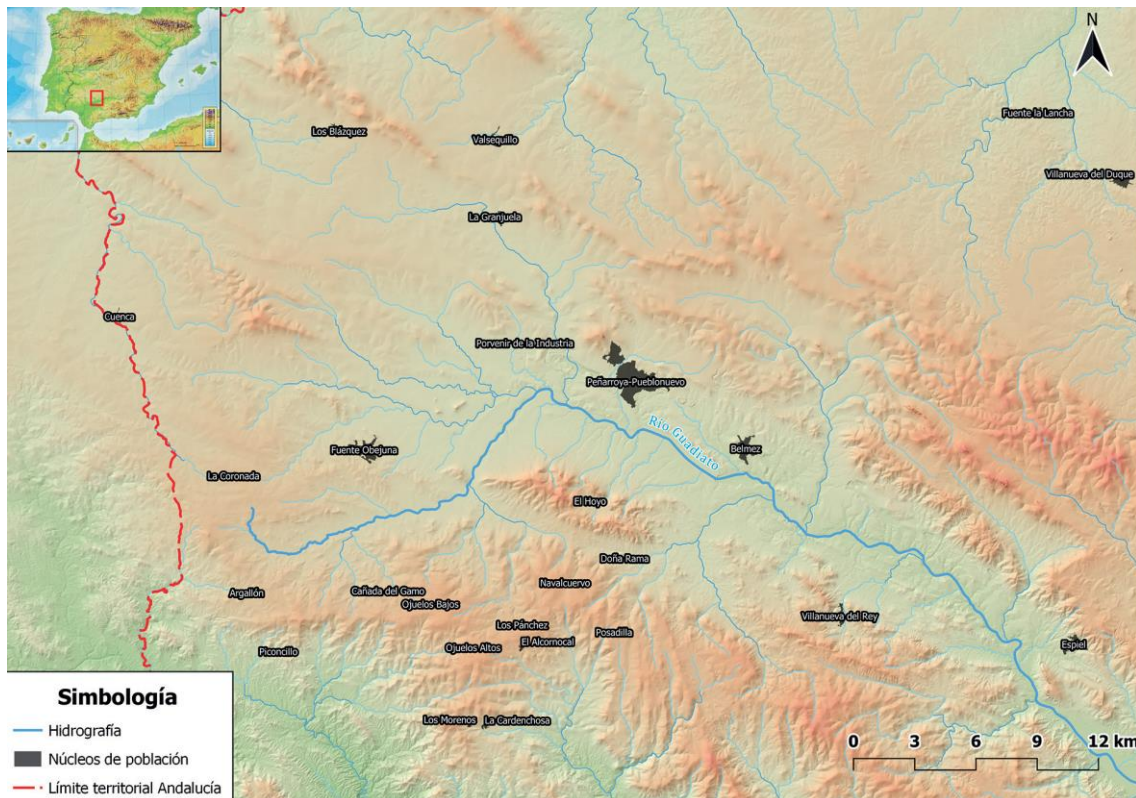 N
Los Blázquez
Valsequillo
Fuente la Lancha
Villanueva del Duque
La Granjuela
Cuenca
Porvenir de la Industria
Peñarroya-Pueblonuevo
Río Guadiato
Fuente Obejuna
Belmez
La Coronada
El Hoyo
Doña Rama
Argallón
Cañada del Gamo
Navalcuervo
Ojuelos Bajos
Villanueva del Rey
Los Pánchez
Posadilla
El Alcornocal
Espiel
Piconcillo
Ojuelos Altos
Los Morenos
La Cardenchosa
Simbología
Hidrografía
Núcleos de población
Límite territorial Andalucía
0 3 6 9 12 km